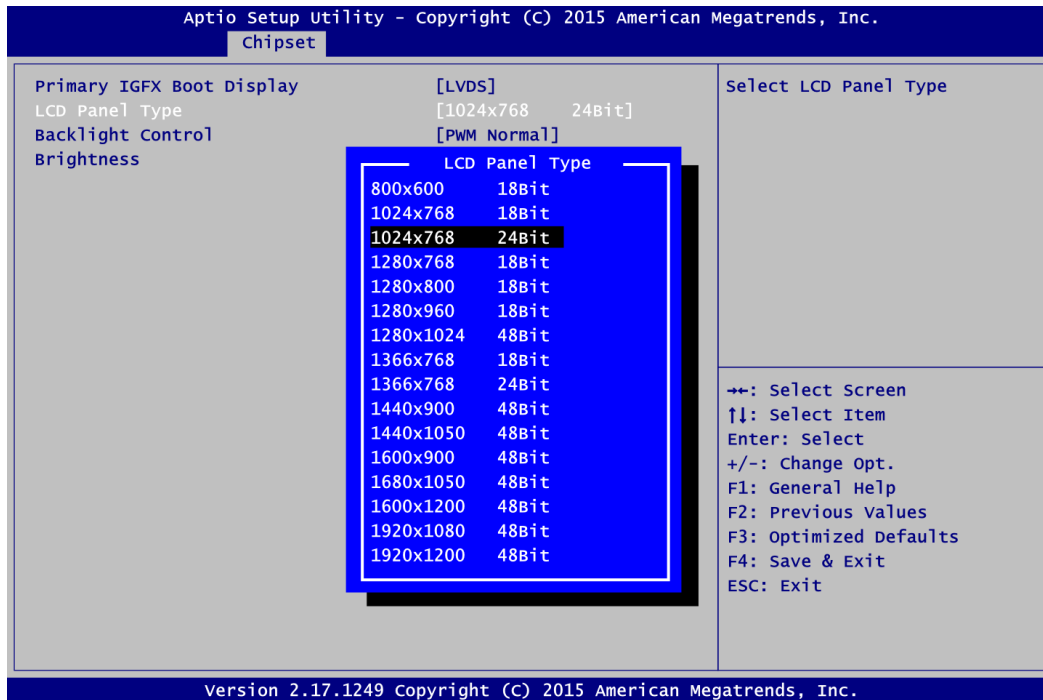 Aptio Setup Utility - Copyright (C) 2015 American Megatrends, Inc.
Chipset
Primary IGFX Boot Display [LVDS]
LCD Panel Type [1024x768 24Bit]
Backlight Control [PWM Normal]
Brightness
LCD Panel Type
800x600 18Bit
1024x768 18Bit
1024x768 24Bit
1280x768 18Bit
1280x800 18Bit
1280x960 18Bit
1280x1024 48Bit
1366x768 18Bit
1366x768 24Bit
1440x900 48Bit
1440x1050 48Bit
1600x900 48Bit
1680x1050 48Bit
1600x1200 48Bit
1920x1080 48Bit
1920x1200 48Bit
Select LCD Panel Type
→←: Select Screen
↑↓: Select Item
Enter: Select
+/-: Change Opt.
F1: General Help
F2: Previous Values
F3: Optimized Defaults
F4: Save & Exit
ESC: Exit
Version 2.17.1249 Copyright (C) 2015 American Megatrends, Inc.